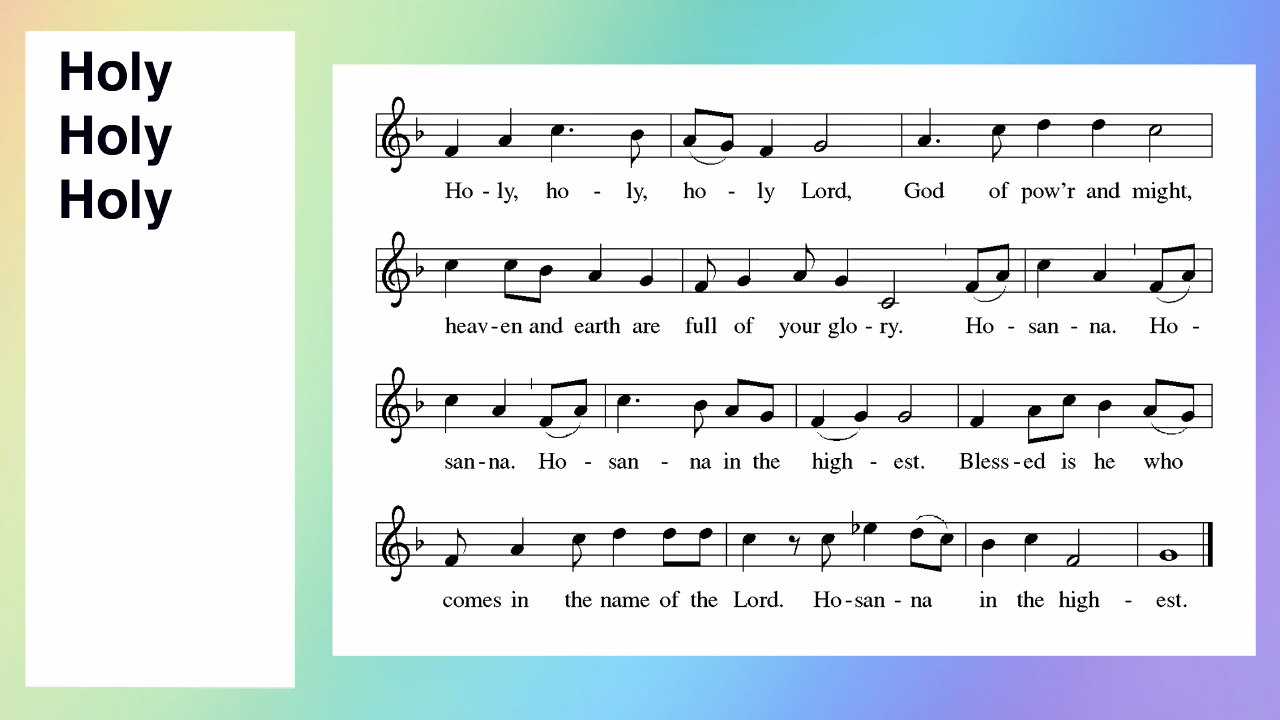 Holy
Holy
Holy
Ho - ly, ho - ly, ho - ly Lord, God of pow’r and might,
heav - en and earth are full of your glo - ry. Ho - san - na. Ho -
san - na. Ho - san - na in the high - est. Bless - ed is he who
comes in the name of the Lord. Ho - san - na in the high - est.